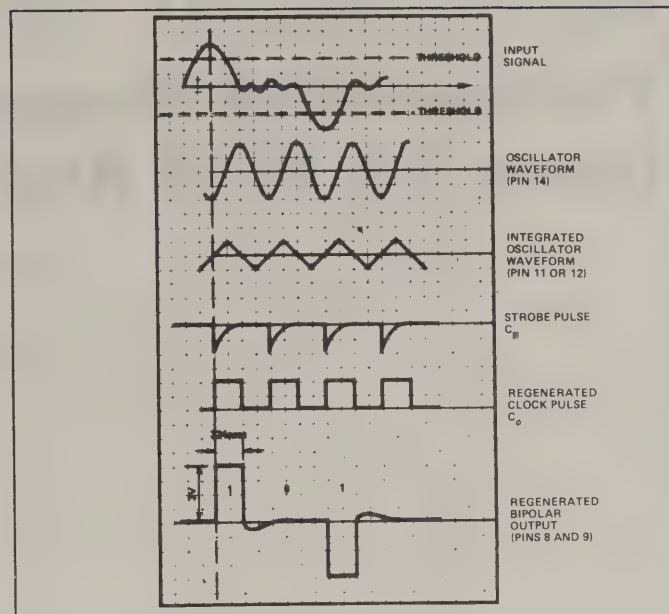 THRESHOLD
INPUT
SIGNAL
THRESHOLD
OSCILLATOR
WAVEFORM
(PIN 14)
INTEGRATED
OSCILLATOR
WAVEFORM
(PIN 11 OR 12)
STROBE PULSE
C
REGENERATED
CLOCK PULSE
Cφ
1 0 1
REGENERATED
BIPOLAR
OUTPUT
(PINS 8 AND 9)